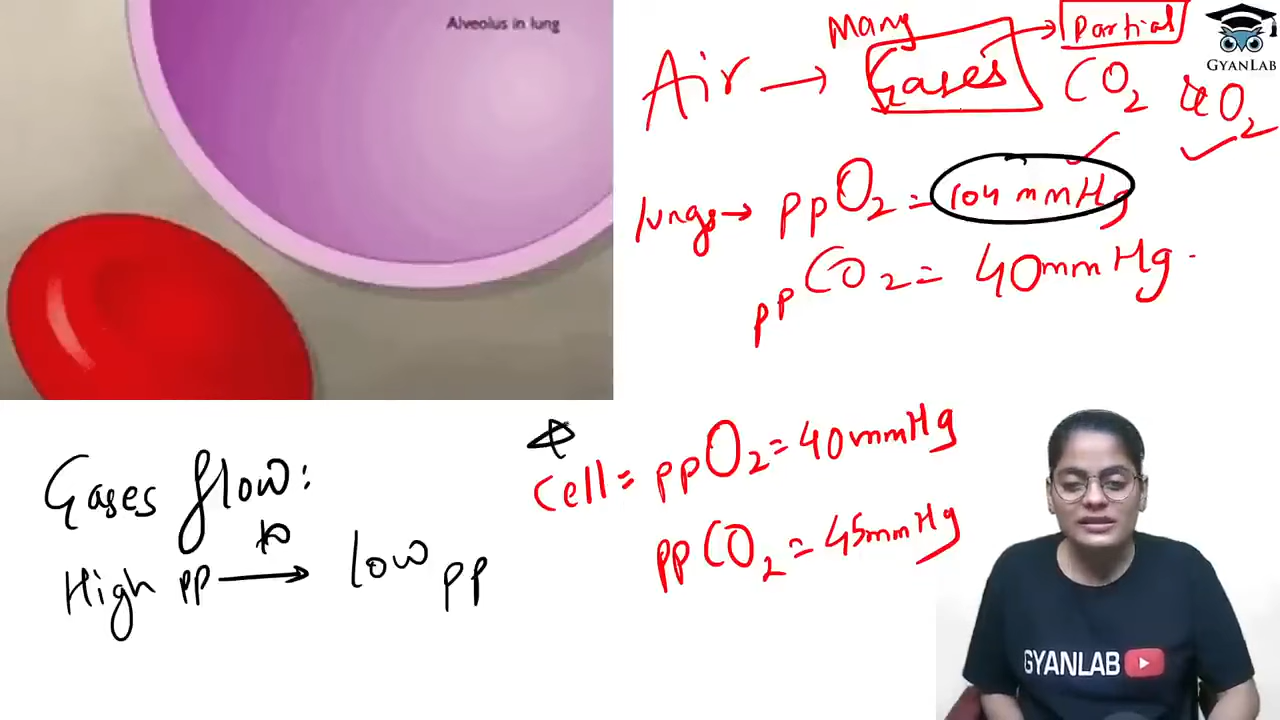 Alveolus in lung
Many
Partial
Air → Gases → CO2 O2
GYANLAB
lungs → ppO2 = 104 mmHg
ppCO2 = 40mmHg
Gases flow:
to
High pp → low pp
Cell = ppO2 = 40mmHg
ppCO2 = 45mmHg
GYANLAB